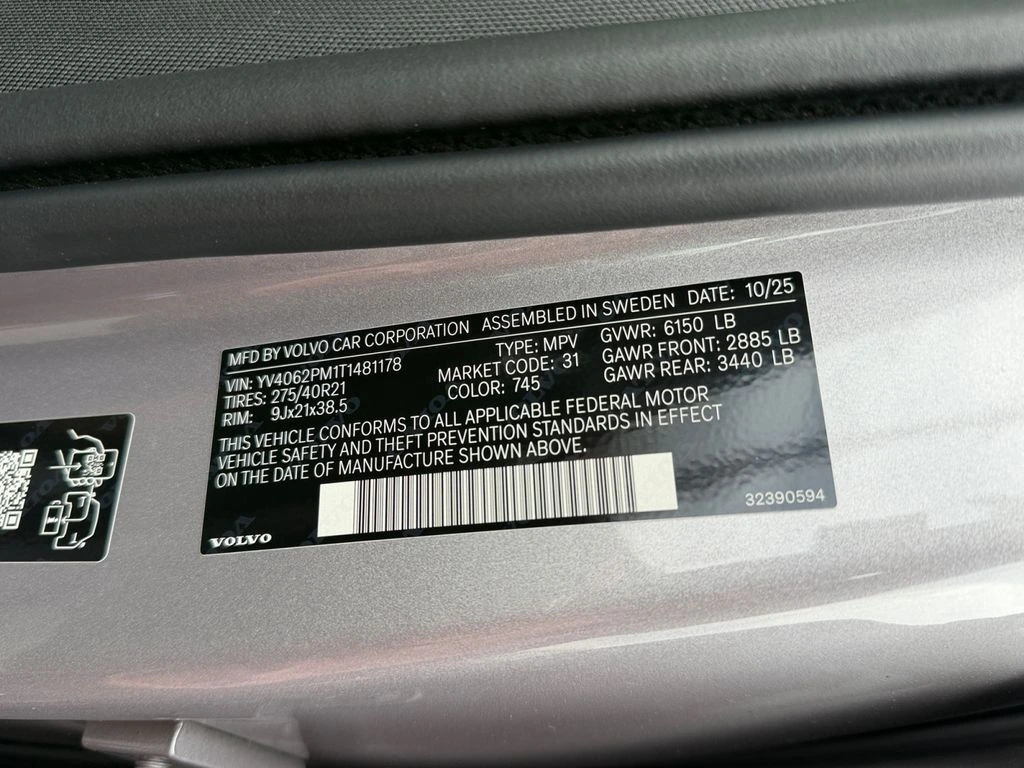 MFD BY VOLVO CAR CORPORATION ASSEMBLED IN SWEDEN DATE: 10/25
VIN: YV4062PM1T1481178 TYPE: MPV GVWR: 6150 LB
TIRES: 275/40R21 MARKET CODE: 31 GAWR FRONT: 2885 LB
RIM: 9Jx21x38.5 COLOR: 745 GAWR REAR: 3440 LB
THIS VEHICLE CONFORMS TO ALL APPLICABLE FEDERAL MOTOR
VEHICLE SAFETY AND THEFT PREVENTION STANDARDS IN EFFECT
ON THE DATE OF MANUFACTURE SHOWN ABOVE.
VOLVO 32390594